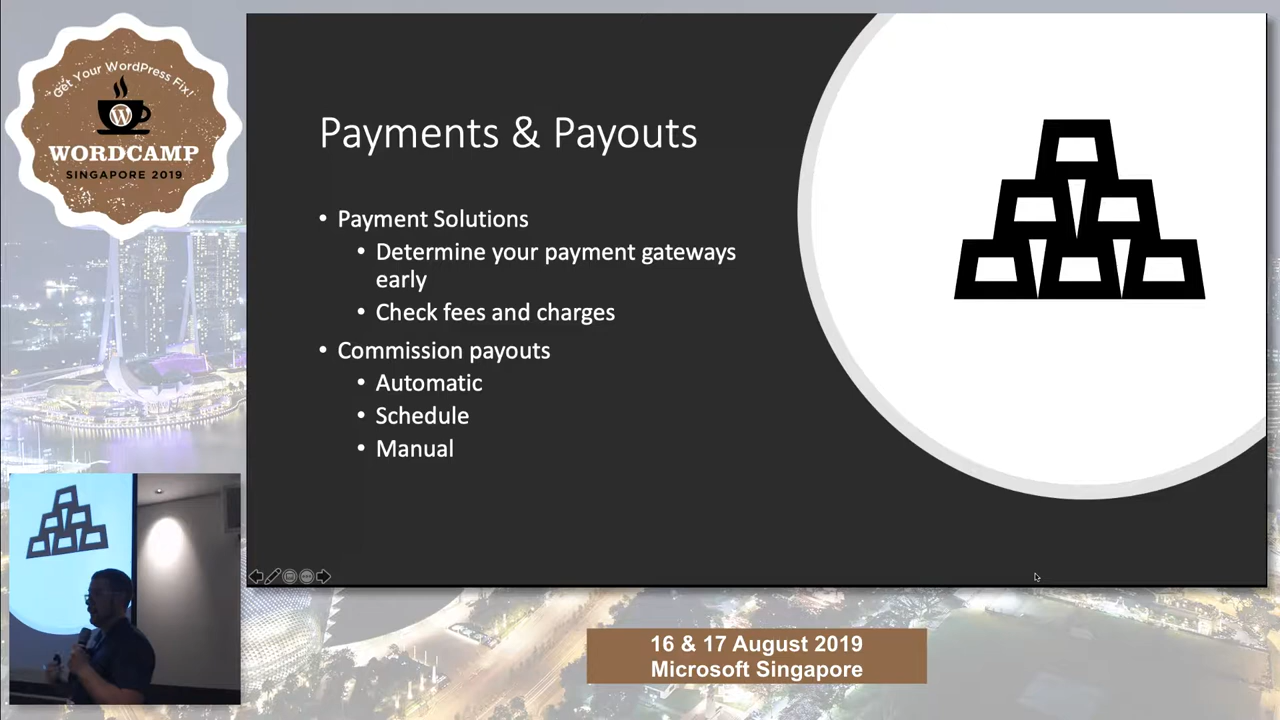 Get Your WordPress Fix!
WORDCAMP
SINGAPORE 2019
Payments & Payouts
• Payment Solutions
• Determine your payment gateways
early
• Check fees and charges
• Commission payouts
• Automatic
• Schedule
• Manual
16 & 17 August 2019
Microsoft Singapore